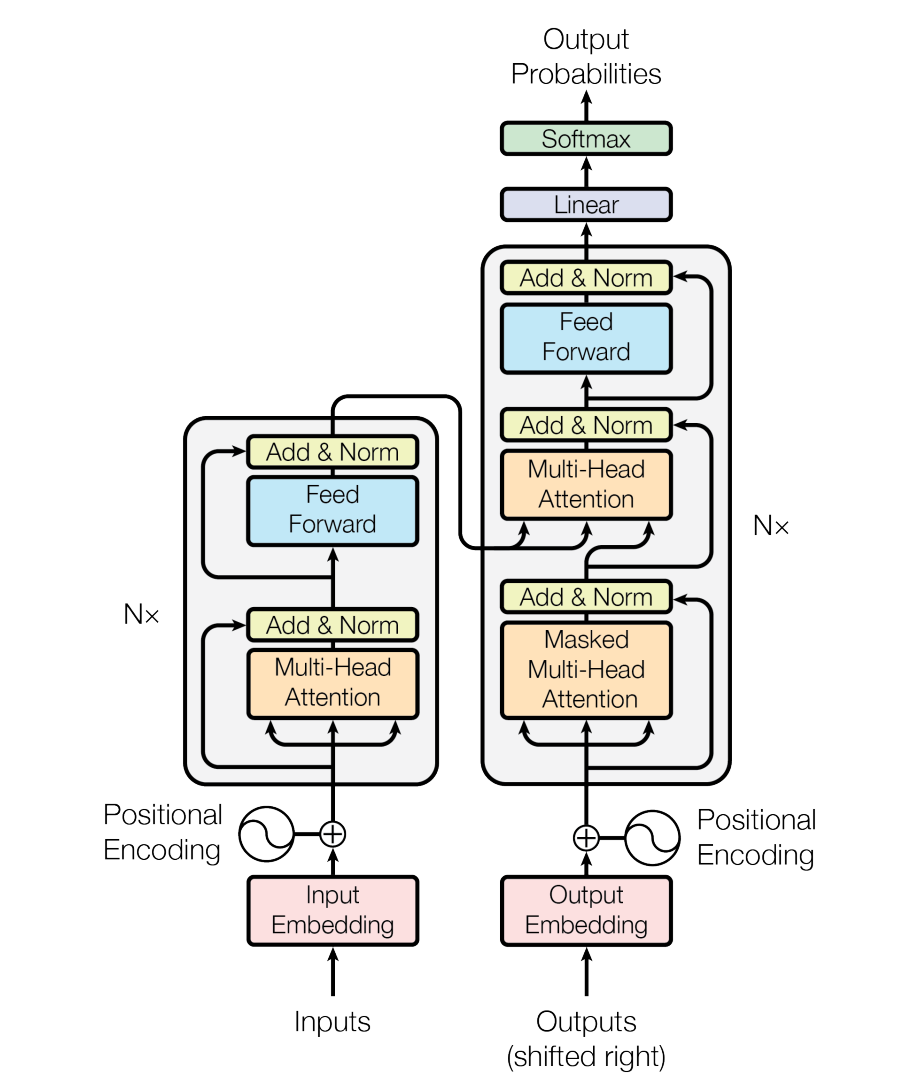 Output
Probabilities
Softmax
Linear
Add & Norm
Feed
Forward
Add & Norm
Multi-Head
Attention
Add & Norm
Masked
Multi-Head
Attention
Nx
Add & Norm
Feed
Forward
Add & Norm
Multi-Head
Attention
Nx
Positional
Encoding
Positional
Encoding
Input
Embedding
Output
Embedding
Inputs
Outputs
(shifted right)